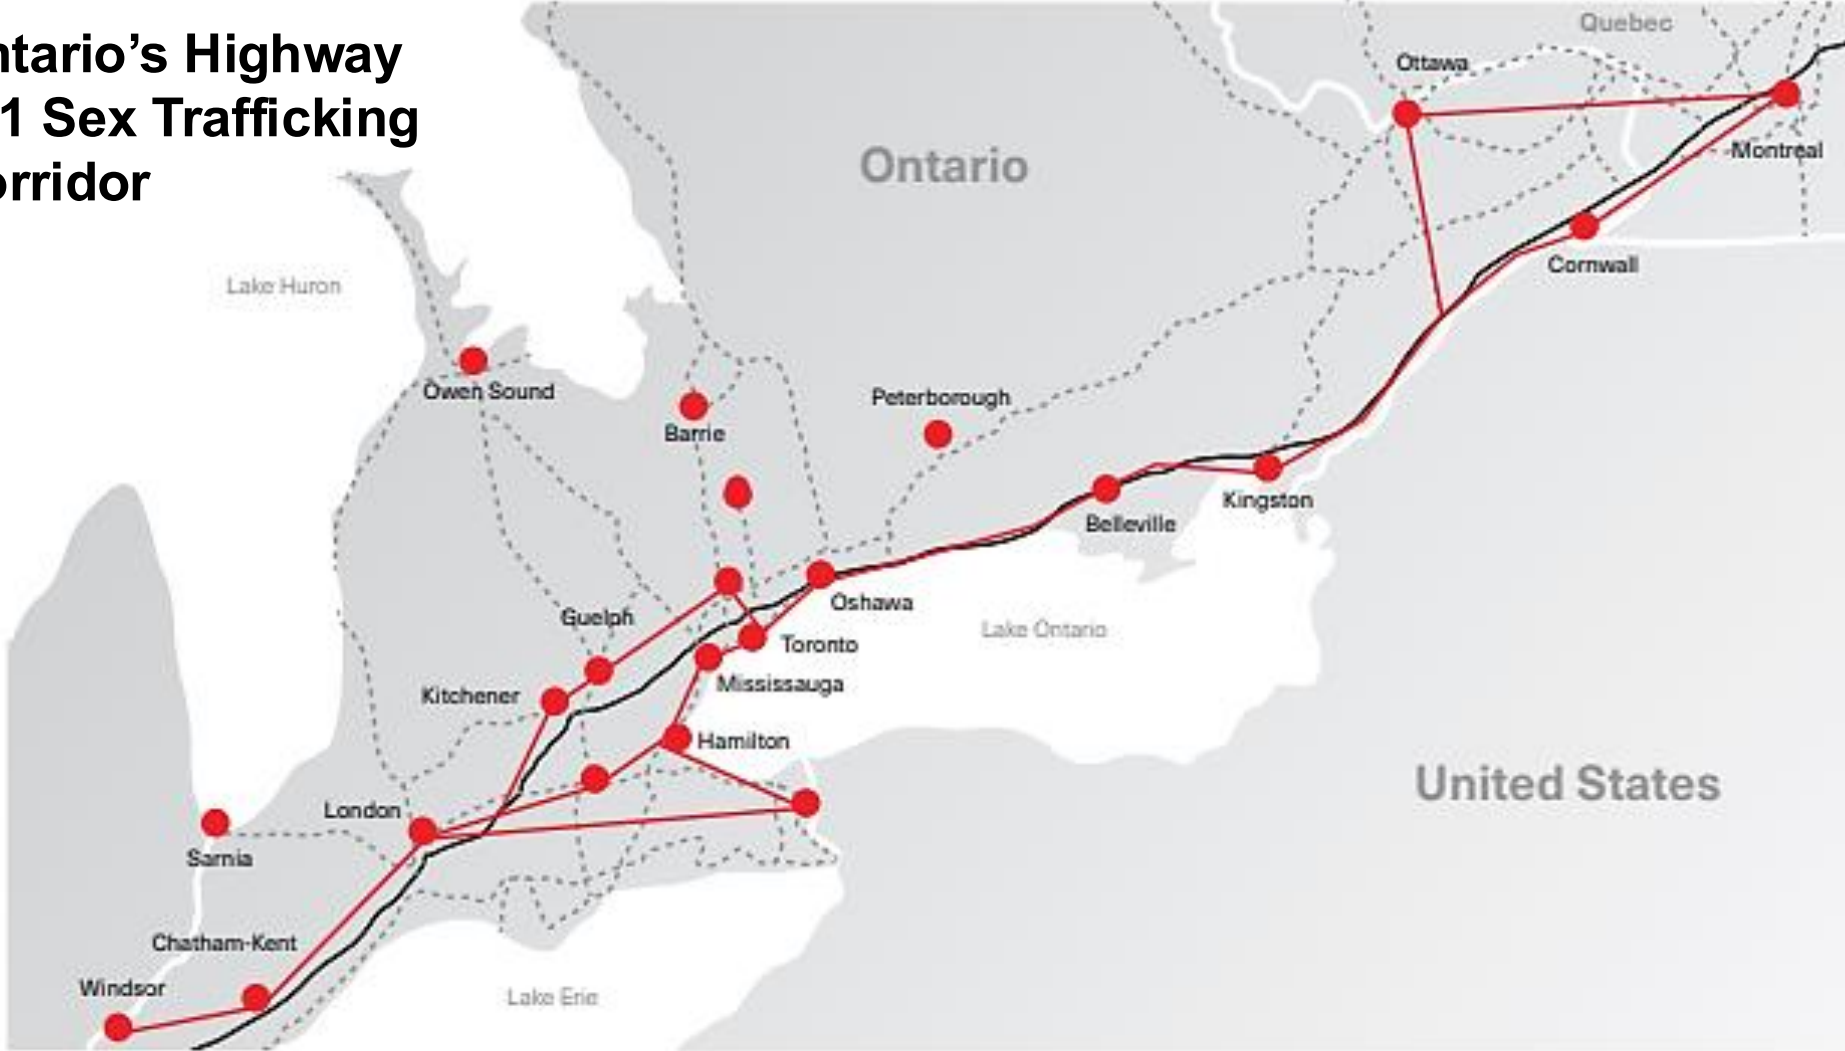 ntario's Highway
1 Sex Trafficking
orridor
Quebec
Ottawa
Ontario
Montreal
Cornwall
Lake Huron
Owen Sound
Peterborough
Barrie
Kingston
Belleville
Oshawa
Guelph
Lake Ontario
Toronto
Mississauga
Kitchener
Hamilton
United States
London
Sarnia
Chatham-Kent
Windsor
Lake Erie